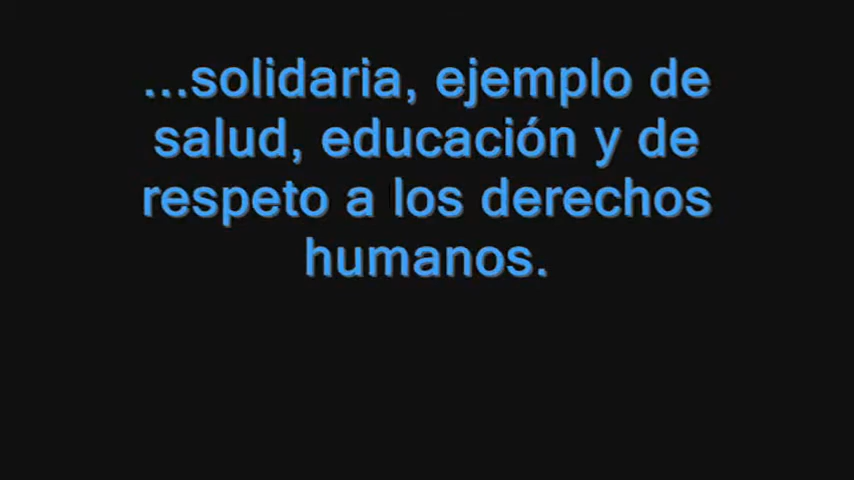 ...solidaria, ejemplo de
salud, educación y de
respeto a los derechos
humanos.